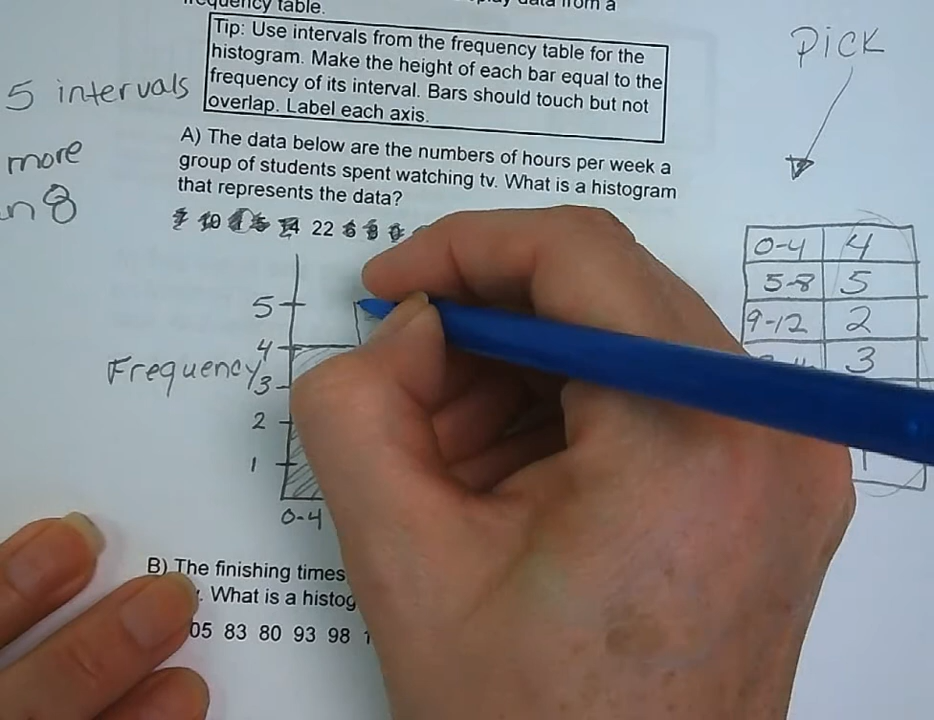 frequency table.
Tip: Use intervals from the frequency table for the
histogram. Make the height of each bar equal to the
frequency of its interval. Bars should touch but not
overlap. Label each axis.
5 intervals
more
8
PICK
A) The data below are the numbers of hours per week a
group of students spent watching tv. What is a histogram
that represents the data?
22
5
4
Frequency
3
2
1
0-4
0-4 4
5-8 5
9-12 2
3
1
B) The finishing times
What is a histog
05 83 80 93 98